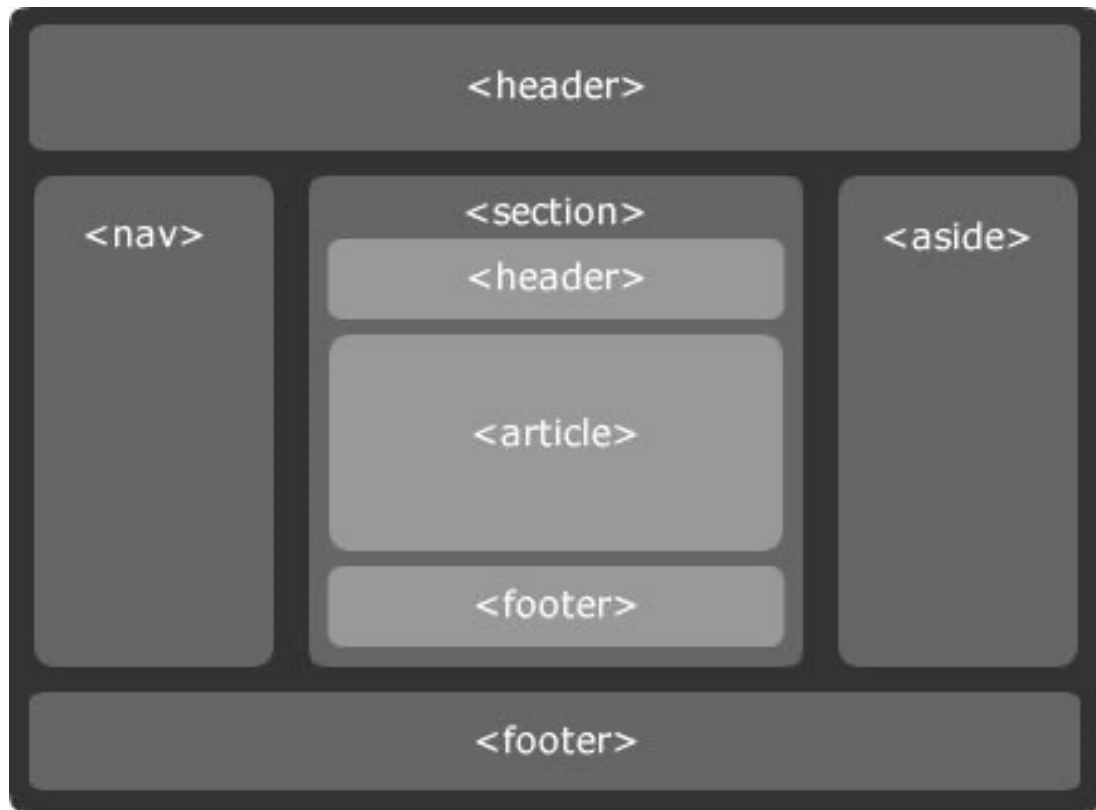 <header>
<nav>
<section>
<header>
<article>
<footer>
<aside>
<footer>